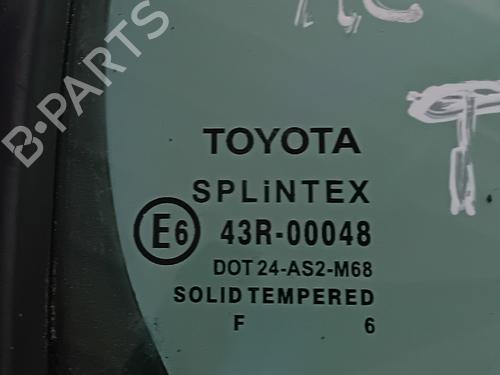 B-PARTS
TOYOTA
SPLiNTEX
E6 43R-00048
DOT 24-AS2-M68
SOLID TEMPERED
F 6